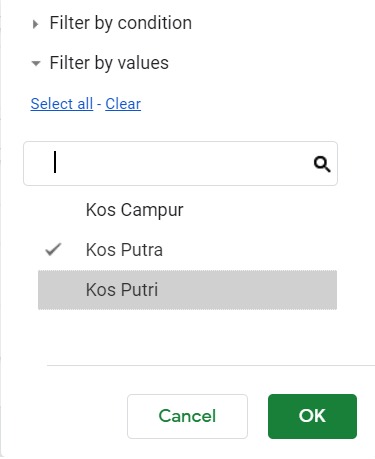 Filter by condition
Filter by values
Select all - Clear
Kos Campur
Kos Putra
Kos Putri
Cancel OK